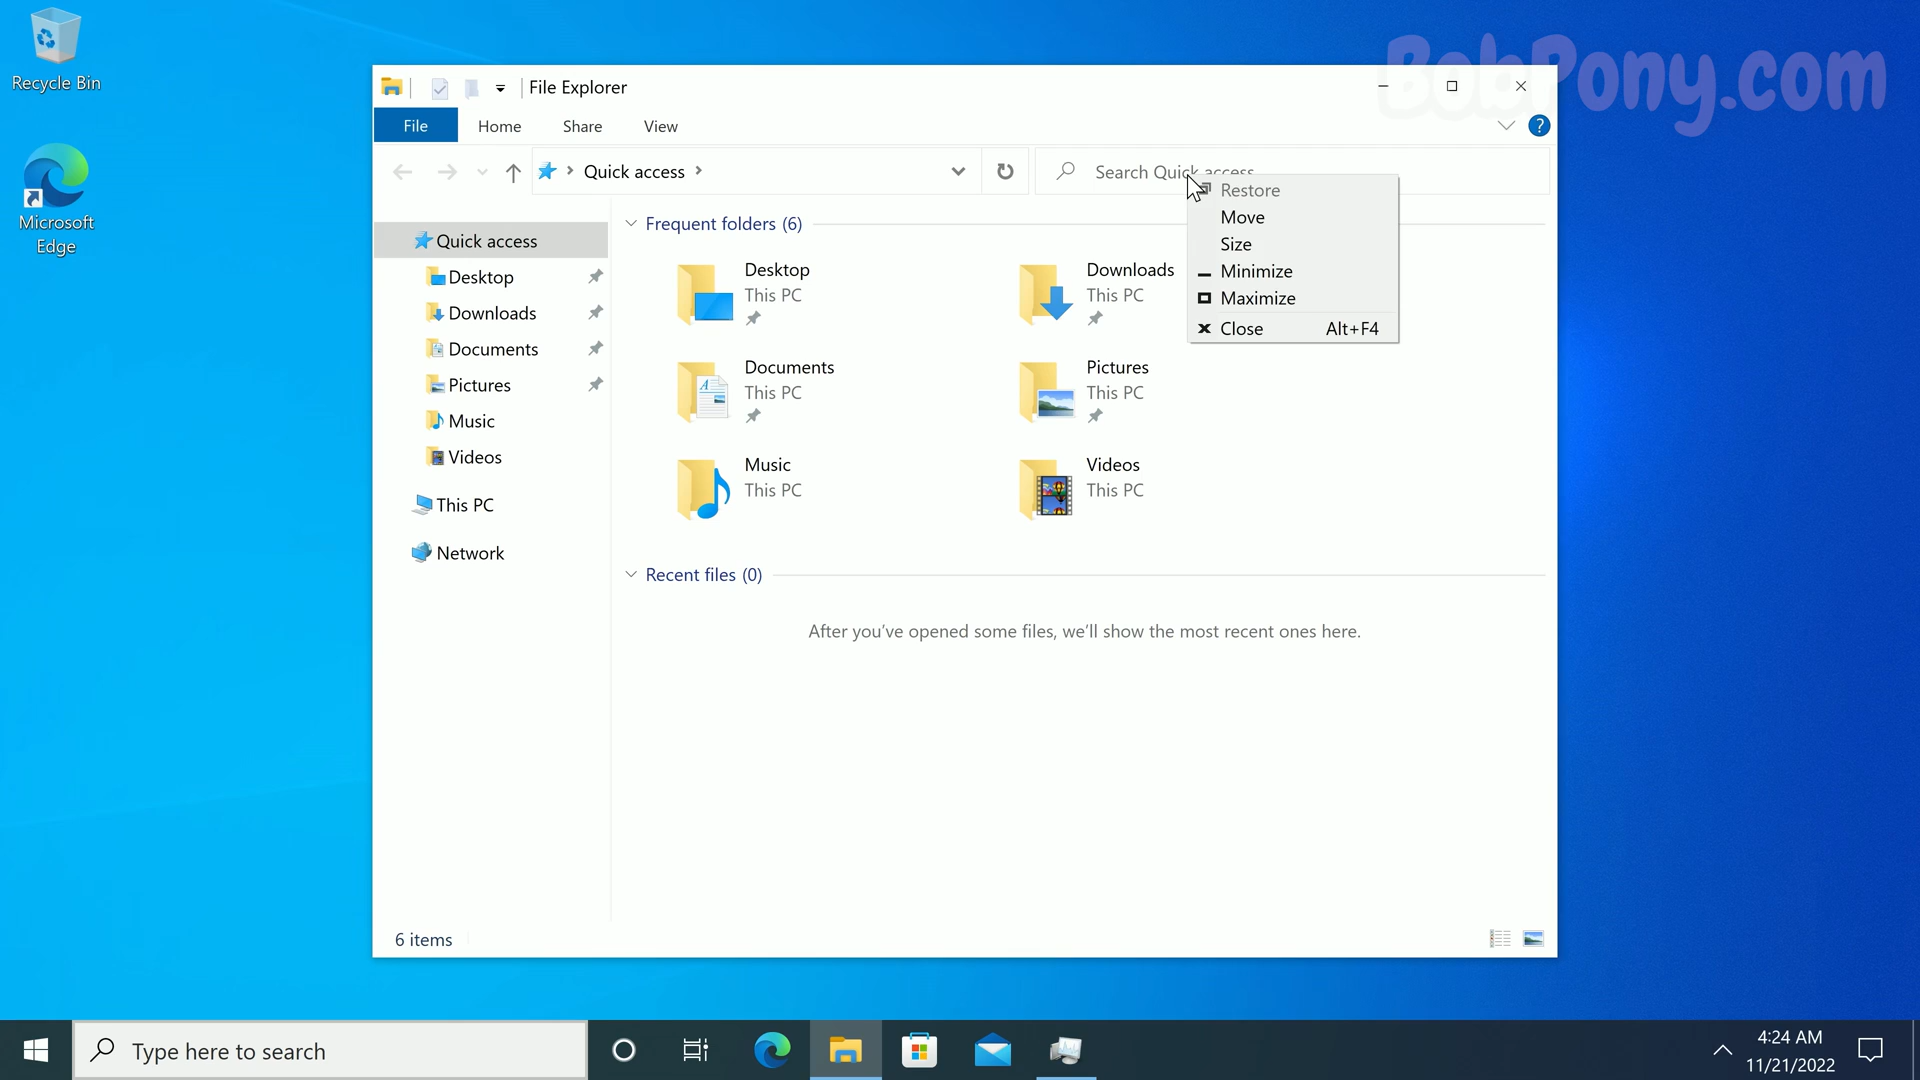 Recycle Bin
Microsoft
Edge
BobPony.com
File Explorer
File
Home
Share
View
?
Quick access
Search Quick access
Restore
Move
Size
Minimize
Maximize
Close Alt+F4
Quick access
Desktop
Downloads
Documents
Pictures
Music
Videos
This PC
Network
Frequent folders (6)
Desktop
This PC
Downloads
This PC
Documents
This PC
Pictures
This PC
Music
This PC
Videos
This PC
Recent files (0)
After you've opened some files, we'll show the most recent ones here.
6 items
Type here to search
4:24 AM
11/21/2022